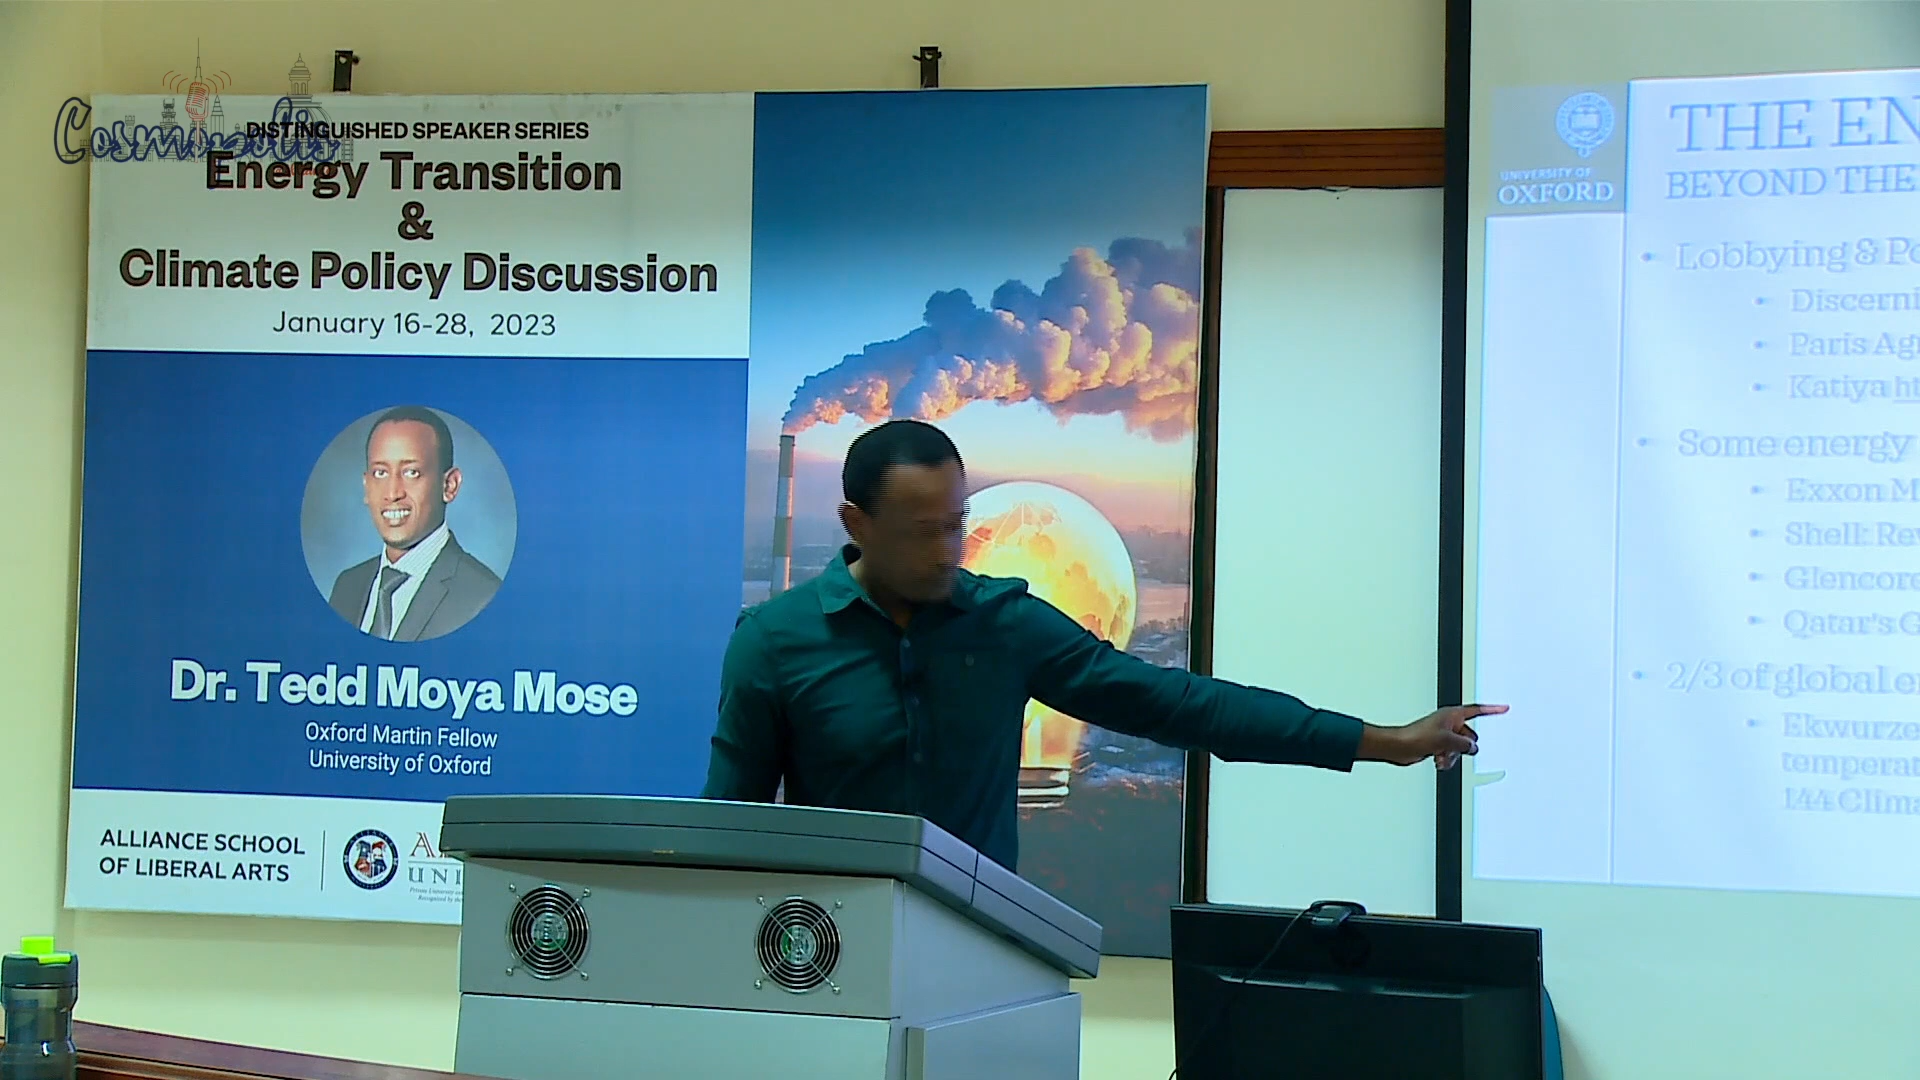 Cosmopolis
DISTINGUISHED SPEAKER SERIES
Energy Transition
&
Climate Policy Discussion
January 16-28, 2023
Dr. Tedd Moya Mose
Oxford Martin Fellow
University of Oxford
ALLIANCE SCHOOL
OF LIBERAL ARTS
UNIVERSITY OF
OXFORD
THE EN
BEYOND THE
• Lobbying & Po
• Discerni
• Paris Ag
• Katiya ht
• Some energy
• Exxon M
• Shell: Rev
• Glencore
• Qatar's G
• 2/3 of global e
• Ekwurze
temperat
144 Clima